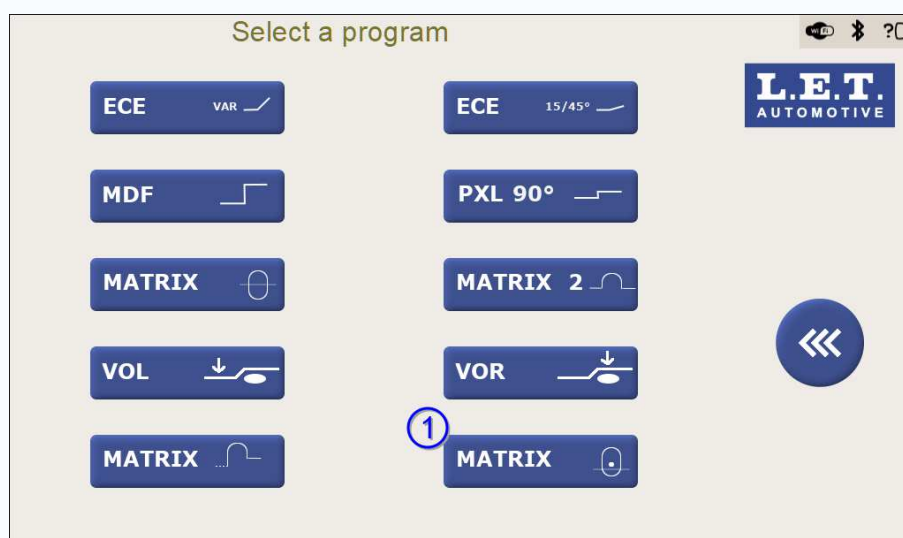 Select a program
WiFi ?
L.E.T.
AUTOMOTIVE
ECE VAR
ECE 15/45°
MDF
PXL 90°
MATRIX
MATRIX 2
VOL
VOR
1
MATRIX ...
MATRIX